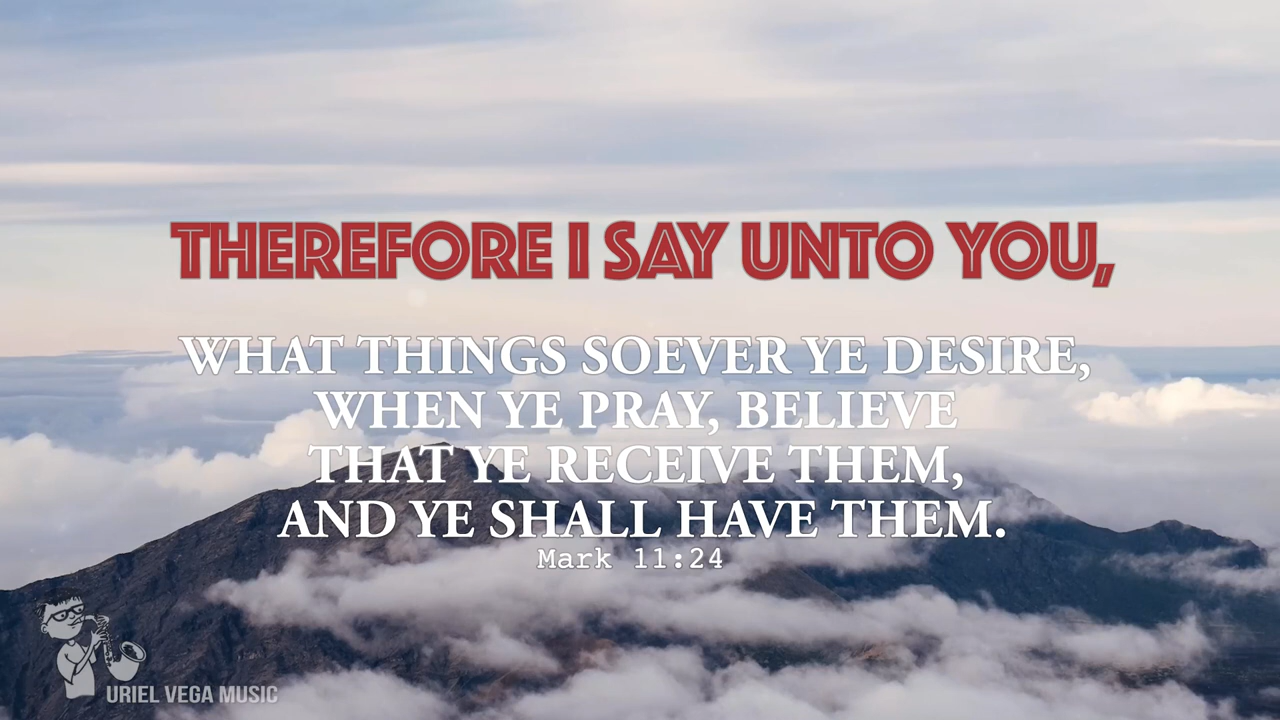 THEREFORE I SAY UNTO YOU,
WHAT THINGS SOEVER YE DESIRE,
WHEN YE PRAY, BELIEVE
THAT YE RECEIVE THEM,
AND YE SHALL HAVE THEM.
Mark 11:24
URIEL VEGA MUSIC